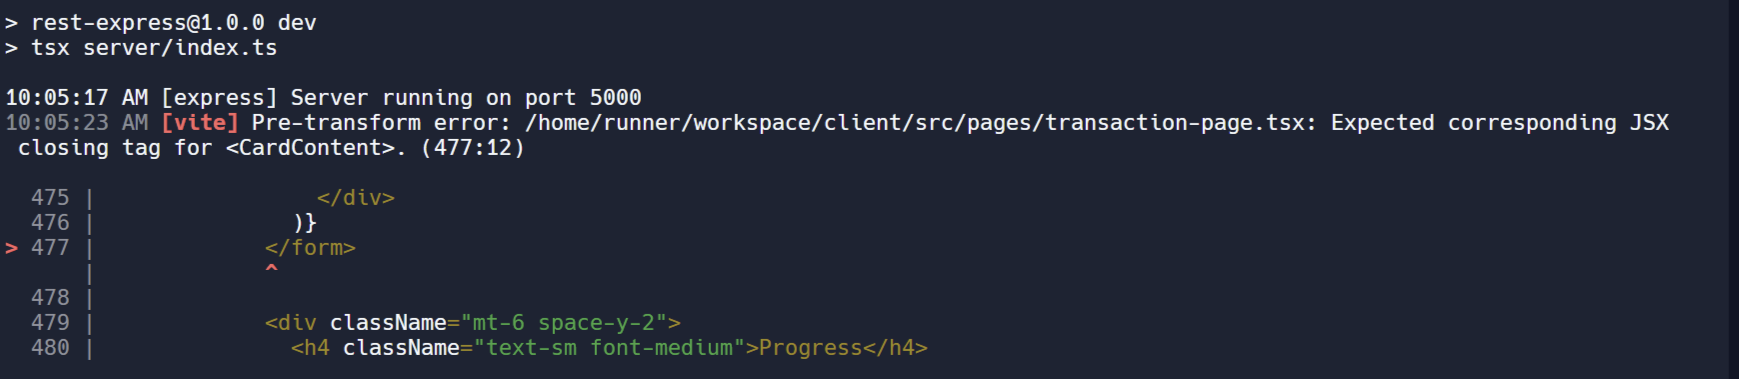 > rest-express@1.0.0 dev
> tsx server/index.ts
10:05:17 AM [express] Server running on port 5000
10:05:23 AM [vite] Pre-transform error: /home/runner/workspace/client/src/pages/transaction-page.tsx: Expected corresponding JSX
closing tag for <CardContent>. (477:12)
475 | </div>
476 | )}
> 477 | </form>
| ^
478 |
479 | <div className="mt-6 space-y-2">
480 | <h4 className="text-sm font-medium">Progress</h4>